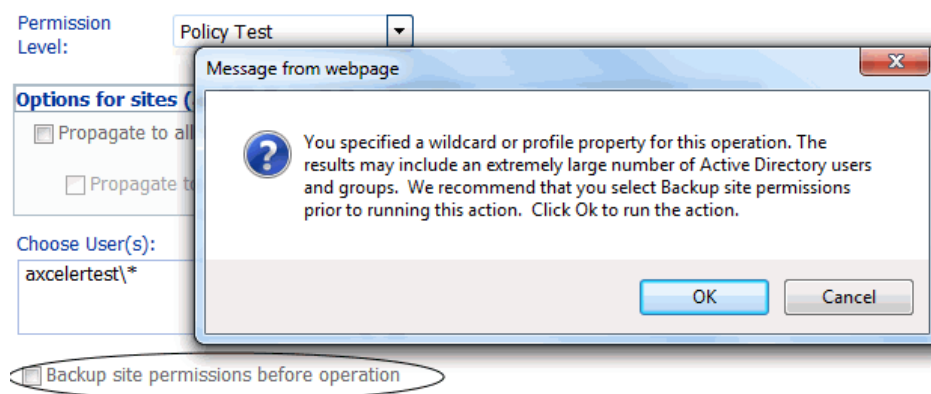 Permission
Level:
Policy Test
Message from webpage
Options for sites (
Propagate to all
Propagate to
You specified a wildcard or profile property for this operation. The
results may include an extremely large number of Active Directory users
and groups. We recommend that you select Backup site permissions
prior to running this action. Click Ok to run the action.
Choose User(s):
axcelertest\*
OK
Cancel
Backup site permissions before operation